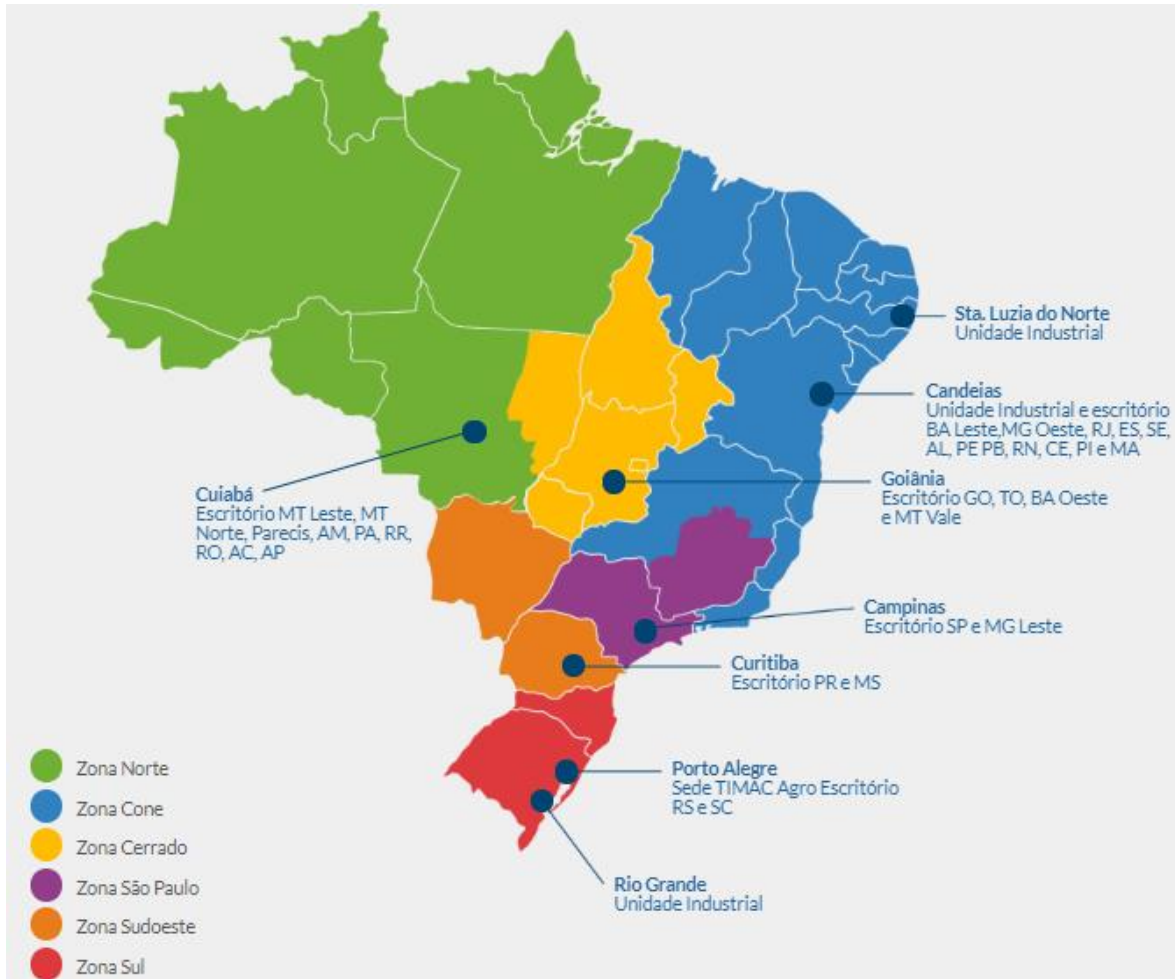 Sta. Luzia do Norte
Unidade Industrial
Candeias
Unidade Industrial e escritório
BA Leste,MG Oeste, RJ, ES, SE,
AL, PE PB, RN, CE, PI e MA
Goiânia
Escritório GO, TO, BA Oeste
e MT Vale
Cuiabá
Escritório MT Leste, MT
Norte, Parecis, AM, PA, RR,
RO, AC, AP
Campinas
Escritório SP e MG Leste
Curitiba
Escritório PR e MS
Porto Alegre
Sede TIMAC Agro Escritório
RS e SC
Rio Grande
Unidade Industrial
Zona Norte
Zona Cone
Zona Cerrado
Zona São Paulo
Zona Sudoeste
Zona Sul